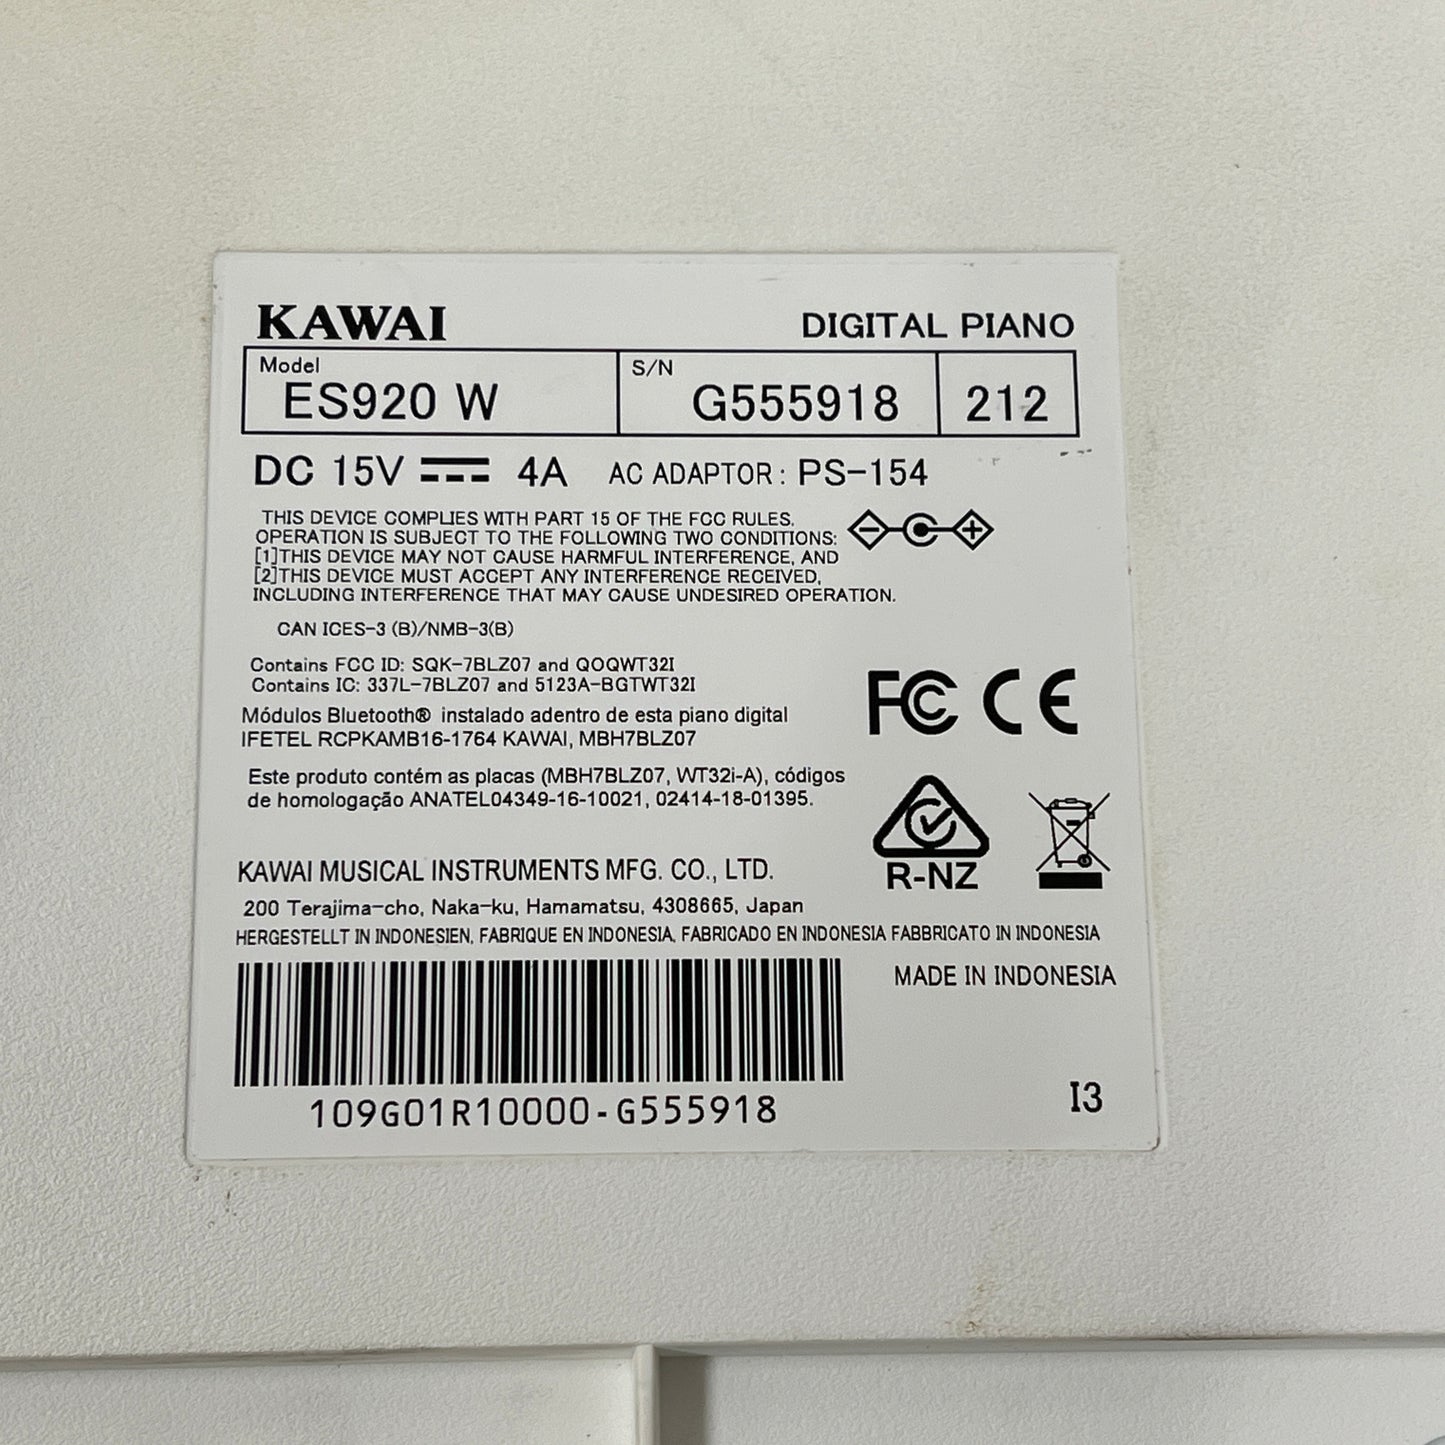 KAWAI DIGITAL PIANO
Model ES920 W S/N G555918 212
DC 15V 4A AC ADAPTOR : PS-154
THIS DEVICE COMPLIES WITH PART 15 OF THE FCC RULES.
OPERATION IS SUBJECT TO THE FOLLOWING TWO CONDITIONS:
[1]THIS DEVICE MAY NOT CAUSE HARMFUL INTERFERENCE, AND
[2]THIS DEVICE MUST ACCEPT ANY INTERFERENCE RECEIVED,
INCLUDING INTERFERENCE THAT MAY CAUSE UNDESIRED OPERATION.
CAN ICES-3 (B)/NMB-3(B)
Contains FCC ID: SQK-7BLZ07 and QOQWT32I
Contains IC: 337L-7BLZ07 and 5123A-BGTWT32I
Módulos Bluetooth® instalado adentro de esta piano digital
IFETEL RCPKAMB16-1764 KAWAI, MBH7BLZ07
FC CE
Este produto contém as placas (MBH7BLZ07, WT32i-A), códigos
de homologação ANATEL04349-16-10021, 02414-18-01395.
R-NZ
KAWAI MUSICAL INSTRUMENTS MFG. CO., LTD.
200 Terajima-cho, Naka-ku, Hamamatsu, 4308665, Japan
HERGESTELLT IN INDONESIEN, FABRIQUE EN INDONESIA, FABRICADO EN INDONESIA FABBRICATO IN INDONESIA
MADE IN INDONESIA
109G01R10000-G555918
I3